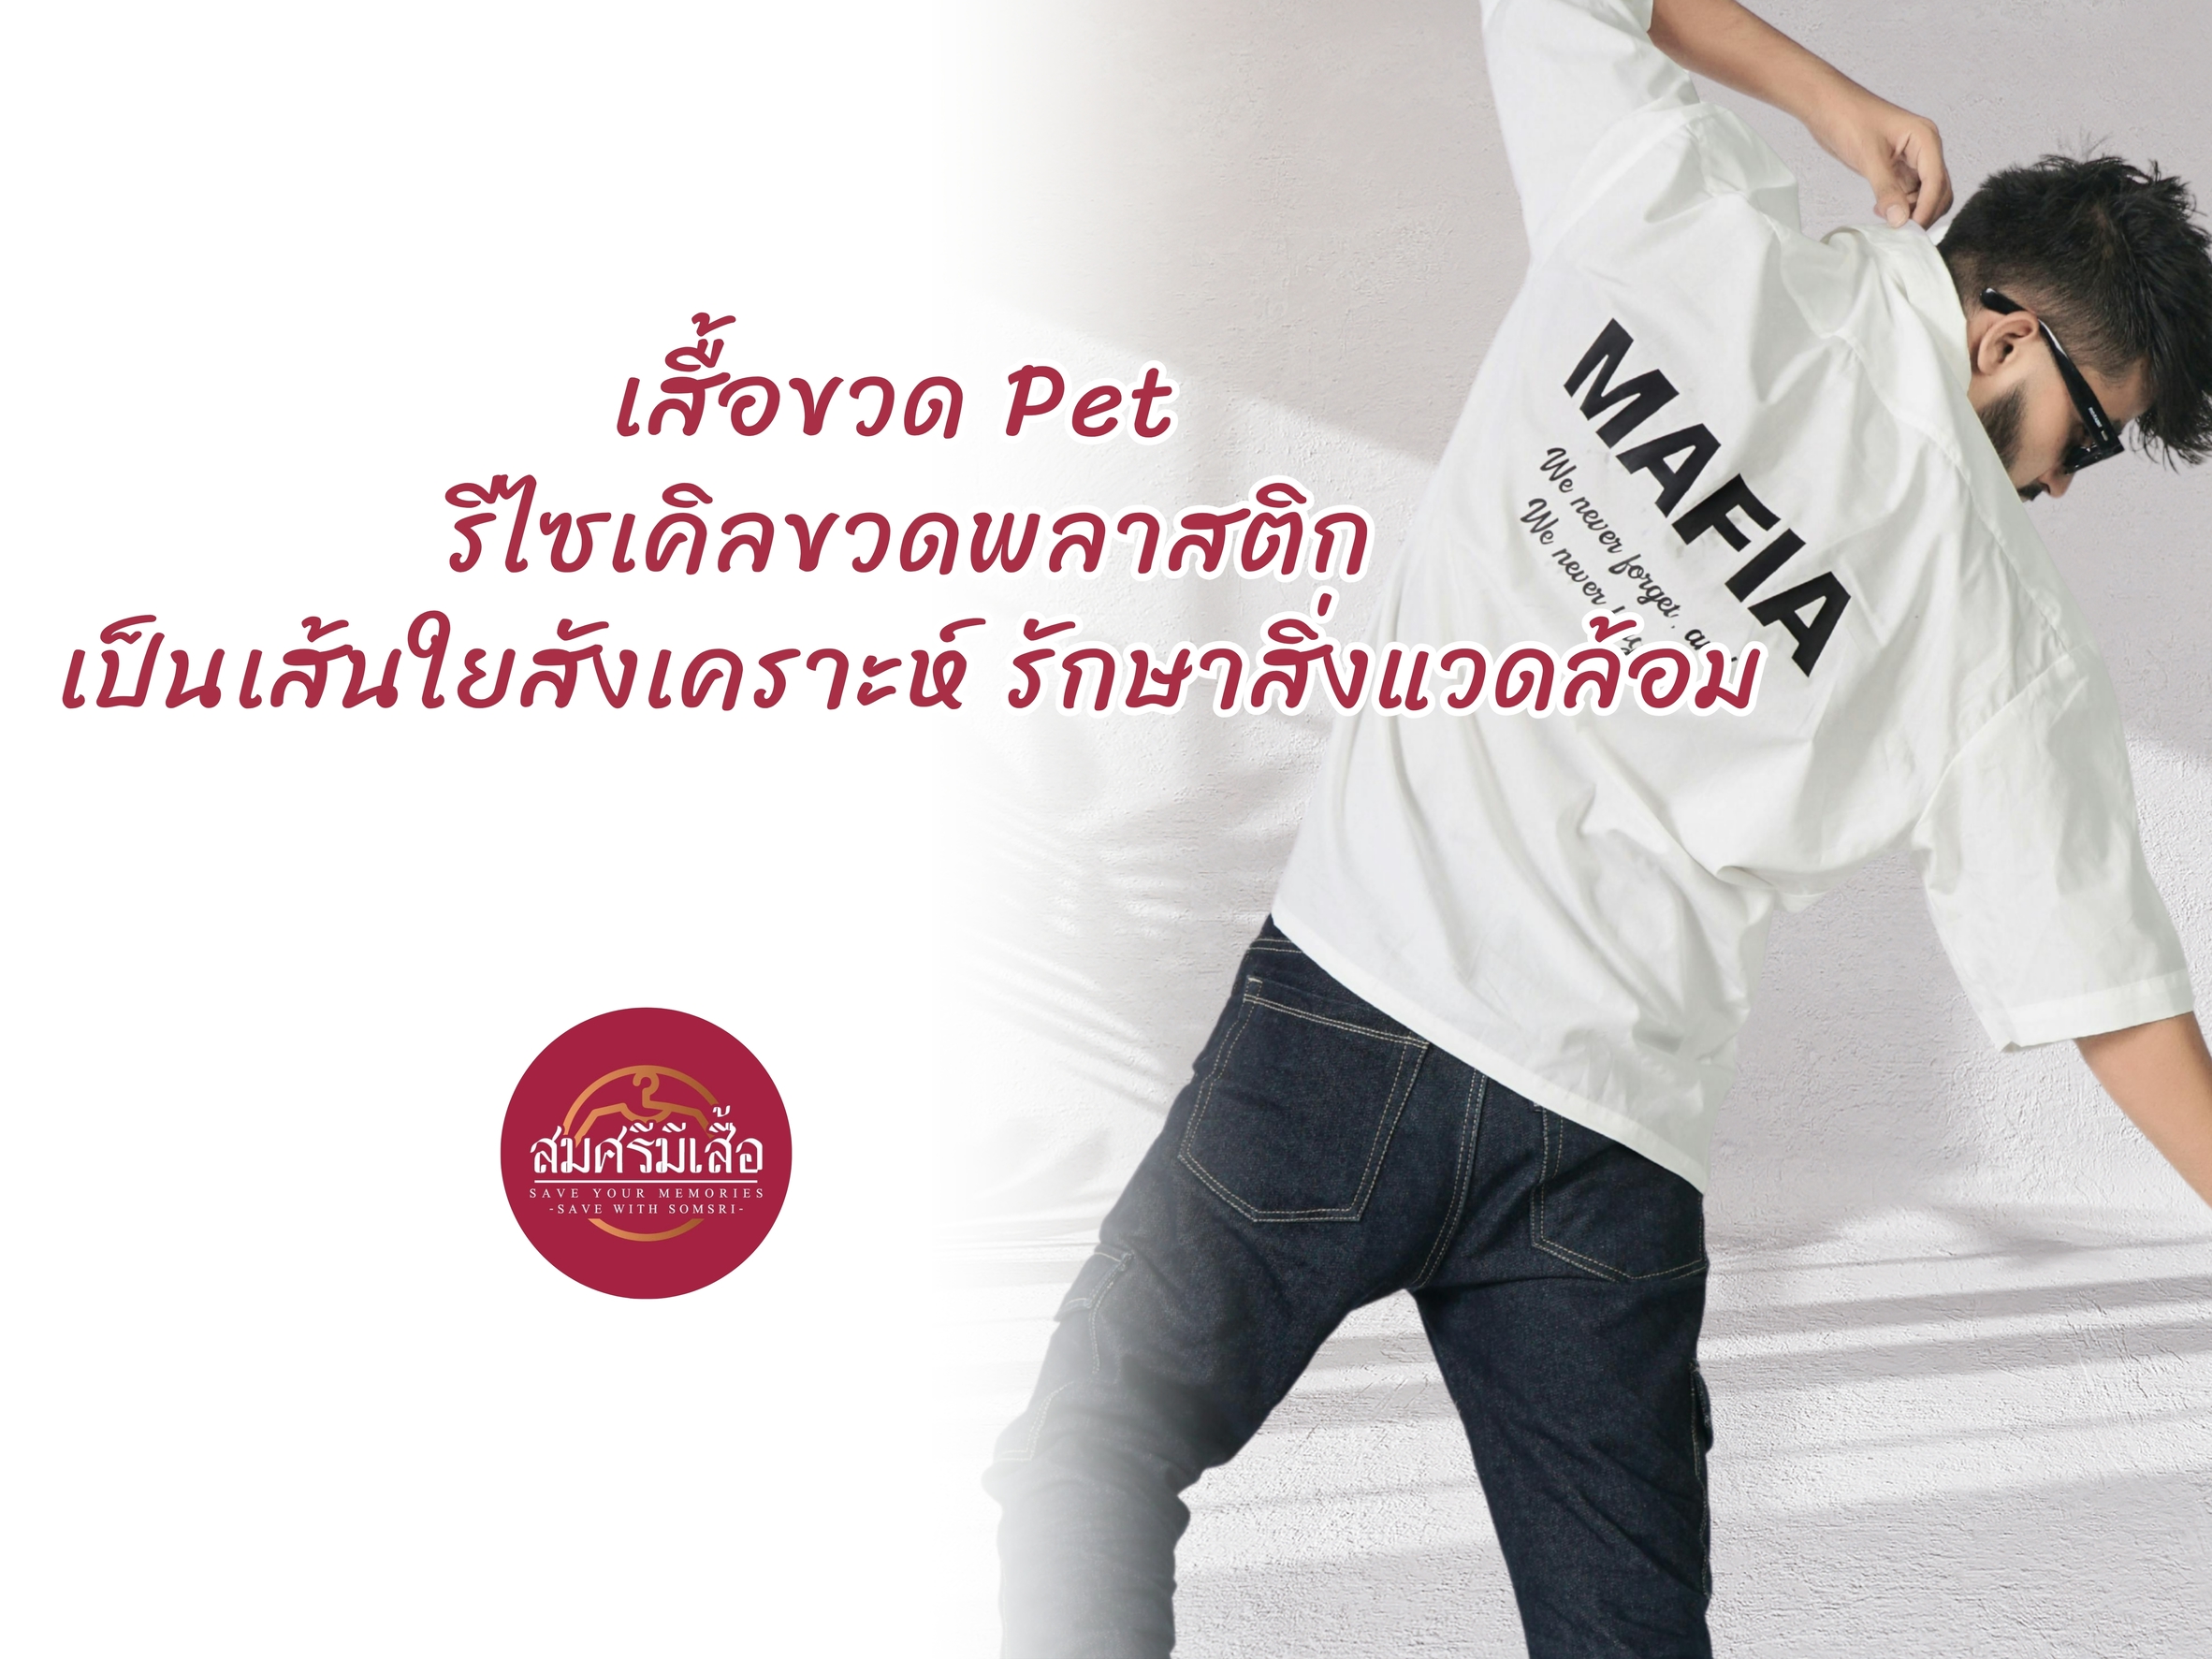 เสื้อขวด Pet
รีไซเคิลขวดพลาสติก
เป็นเส้นใยสังเคราะห์ รักษาสิ่งแวดล้อม
MAFIA
We never forget, and
We never
สมศรีมีเสื้อ
SAVE YOUR MEMORIES
-SAVE WITH SOMSRI-